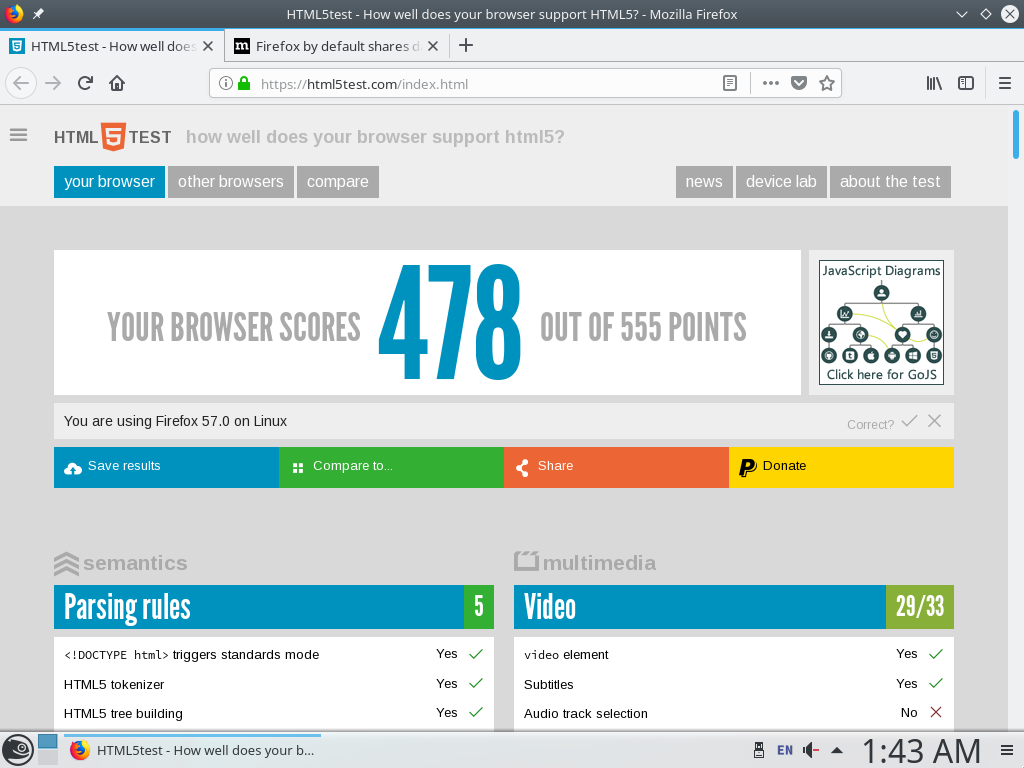 HTML5test - How well does your browser support HTML5? - Mozilla Firefox
HTML5test - How well does
Firefox by default shares d
https://html5test.com/index.html
HTML 5 TEST how well does your browser support html5?
your browser other browsers compare news device lab about the test
YOUR BROWSER SCORES 478 OUT OF 555 POINTS
JavaScript Diagrams
Click here for GoJS
You are using Firefox 57.0 on Linux Correct?
Save results Compare to... Share Donate
semantics
Parsing rules 5
<!DOCTYPE html> triggers standards mode Yes
HTML5 tokenizer Yes
HTML5 tree building Yes
multimedia
Video 29/33
video element Yes
Subtitles Yes
Audio track selection No
HTML5test - How well does your b... EN 1:43 AM